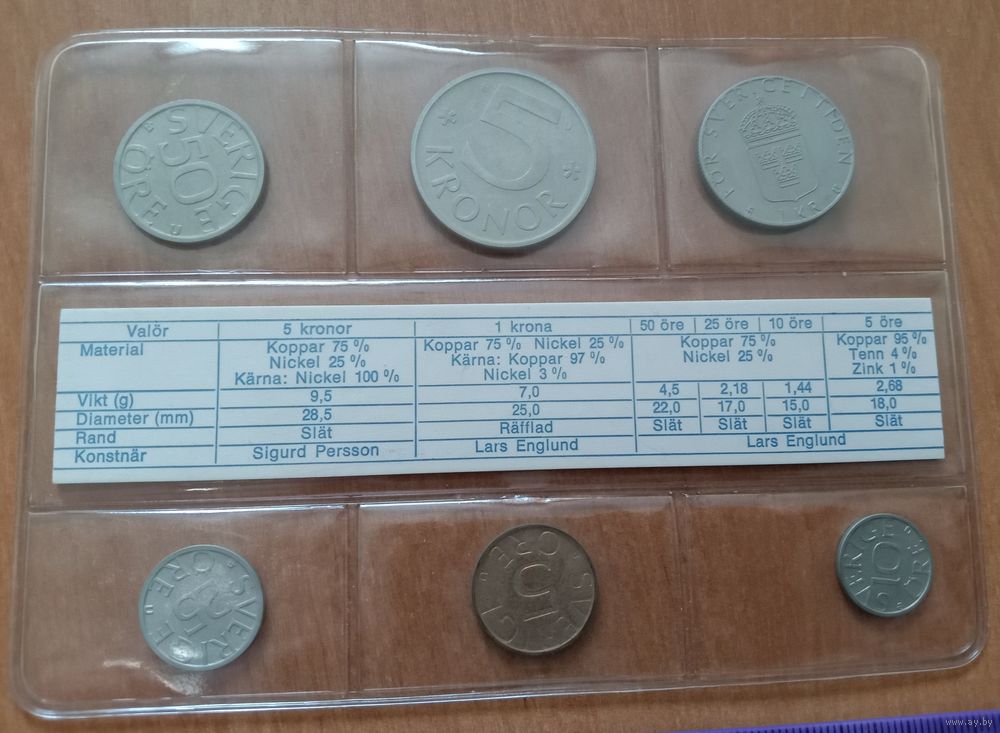 SVERIGE
50
ÖRE
U
5
KRONOR
FÖR SVERIGE I TIDEN
1 KR
U
Valör 5 kronor 1 krona 50 öre 25 öre 10 öre 5 öre
Material Koppar 75 % Koppar 75 % Nickel 25 % Koppar 75 % Koppar 95 %
Nickel 25 % Kärna: Koppar 97 % Nickel 25 % Tenn 4 %
Kärna: Nickel 100 % Nickel 3 % Zink 1 %
Vikt (g) 9,5 7,0 4,5 2,18 1,44 2,68
Diameter (mm) 28,5 25,0 22,0 17,0 15,0 18,0
Rand Slät Räfflad Slät Slät Slät Slät
Konstnär Sigurd Persson Lars Englund Lars Englund
SVERIGE
25
ÖRE
U
SVERIGE
5
ÖRE
U
SVERIGE
10
ÖRE
www.ay.by